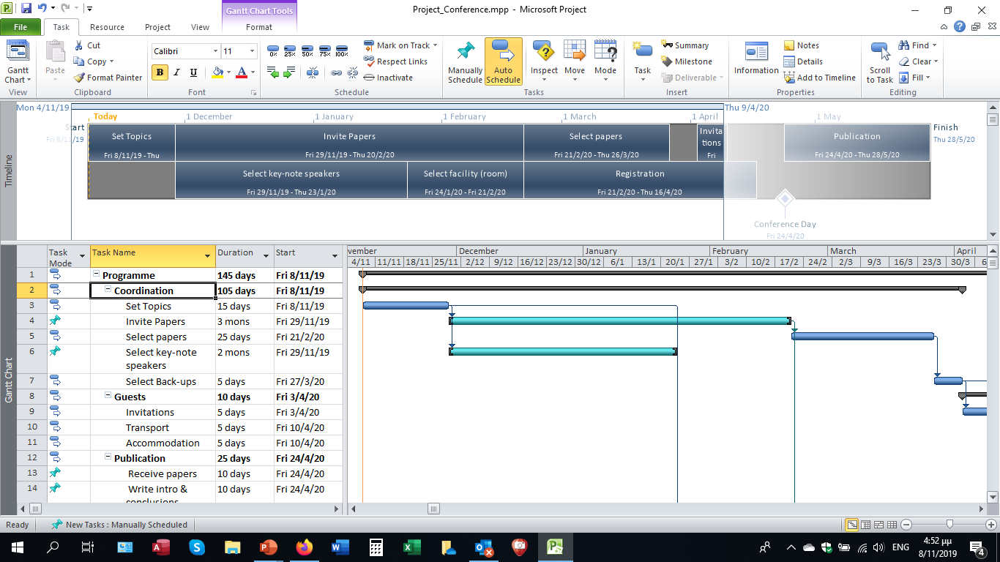 Gantt Chart Tools
Project_Conference.mpp - Microsoft Project
File Task Resource Project View Format
Gantt Chart
View
Paste
Cut
Copy
Format Painter
Clipboard
Calibri 11
B I U A
Font
0% 25% 50% 75% 100%
Mark on Track
Respect Links
Inactivate
Schedule
Manually Schedule
Auto Schedule
Inspect
Move
Mode
Tasks
Task
Summary
Milestone
Deliverable
Insert
Information
Notes
Details
Add to Timeline
Properties
Scroll to Task
Find
Clear
Fill
Editing
Timeline
Mon 4/11/19 Thu 9/4/20
Today 1 December 1 January 1 February 1 March 1 April 1 May
Start
Fri 8/11/19
Set Topics
Fri 8/11/19 - Thu
Invite Papers
Fri 29/11/19 - Thu 20/2/20
Select papers
Fri 21/2/20 - Thu 26/3/20
Invita
tions
Fri
Publication
Fri 24/4/20 - Thu 28/5/20
Finish
Thu 28/5/20
Select key-note speakers
Fri 29/11/19 - Thu 23/1/20
Select facility (room)
Fri 24/1/20 - Fri 21/2/20
Registration
Fri 21/2/20 - Thu 16/4/20
Conference Day
Fri 24/4/20
Gantt Chart
Task Mode Task Name Duration Start
vember December January February March April
4/11 11/11 18/11 25/11 2/12 9/12 16/12 23/12 30/12 6/1 13/1 20/1 27/1 3/2 10/2 17/2 24/2 2/3 9/3 16/3 23/3 30/3 6
1 Programme 145 days Fri 8/11/19
2 Coordination 105 days Fri 8/11/19
3 Set Topics 15 days Fri 8/11/19
4 Invite Papers 3 mons Fri 29/11/19
5 Select papers 25 days Fri 21/2/20
6 Select key-note speakers 2 mons Fri 29/11/19
7 Select Back-ups 5 days Fri 27/3/20
8 Guests 10 days Fri 3/4/20
9 Invitations 5 days Fri 3/4/20
10 Transport 5 days Fri 10/4/20
11 Accommodation 5 days Fri 10/4/20
12 Publication 25 days Fri 24/4/20
13 Receive papers 10 days Fri 24/4/20
14 Write intro & conclusions 10 days Fri 24/4/20
Ready New Tasks : Manually Scheduled
ENG
4:52 μμ
8/11/2019
4